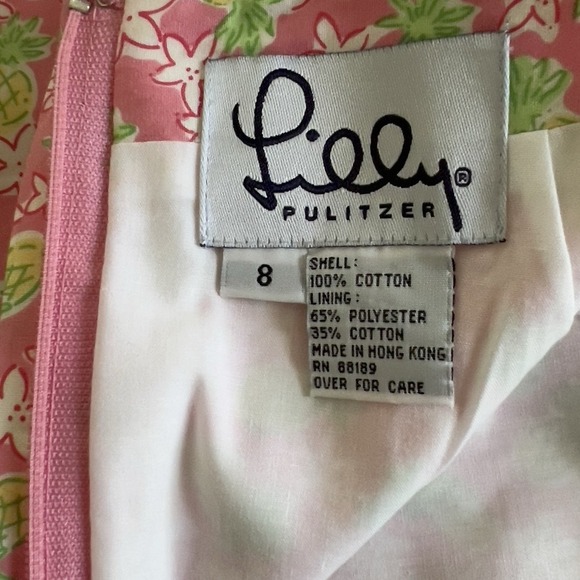 Lilly®
PULITZER
8
SHELL:
100% COTTON
LINING:
65% POLYESTER
35% COTTON
MADE IN HONG KONG
RN 88189
OVER FOR CARE